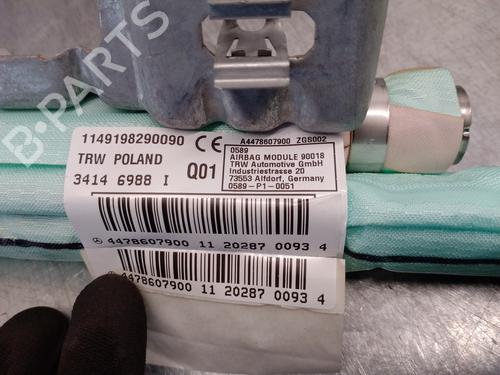 B-PARTS
1149198290090
TRW POLAND
3414 6988 I
Q01
A4478607900 ZGS002
0589
AIRBAG MODULE 90018
TRW Automotive GmbH
Industriestrasse 20
73553 Alfdorf, Germany
0589-P1-0051
4478607900 11 20287 0093 4
4478607900 11 20287 0093 4